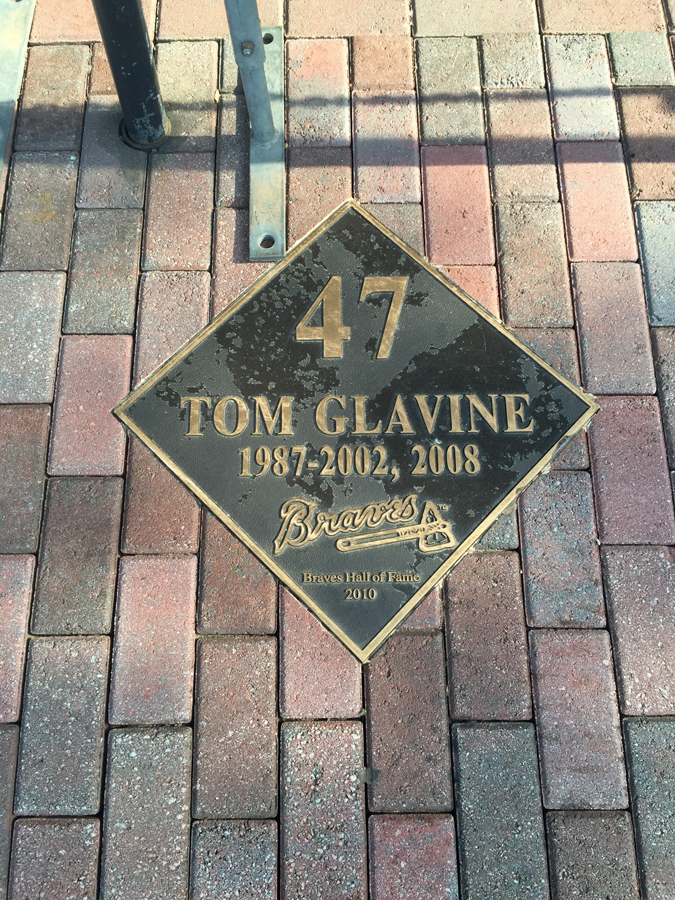 47
TOM GLAVINE
1987-2002, 2008
Braves
Braves Hall of Fame
2010